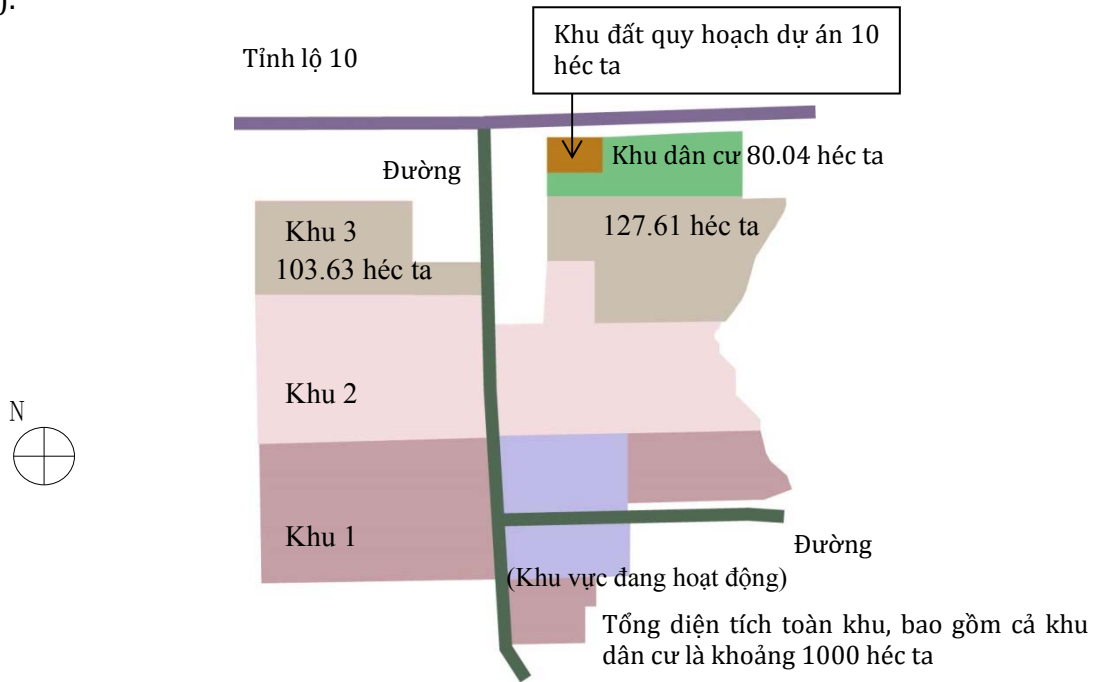 ).
Khu đất quy hoạch dự án 10
héc ta
Tỉnh lộ 10
Đường
Khu dân cư 80.04 héc ta
Khu 3
103.63 héc ta
127.61 héc ta
Khu 2
N
Khu 1
Đường
(Khu vực đang hoạt động)
Tổng diện tích toàn khu, bao gồm cả khu
dân cư là khoảng 1000 héc ta